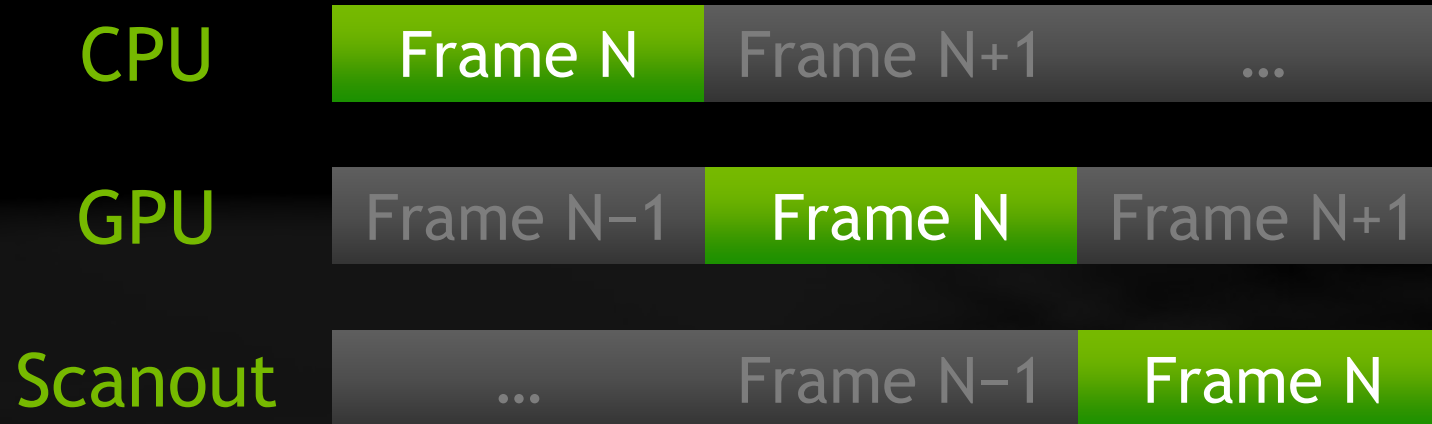 CPU Frame N Frame N+1 ...
GPU Frame N−1 Frame N Frame N+1
Scanout ... Frame N−1 Frame N